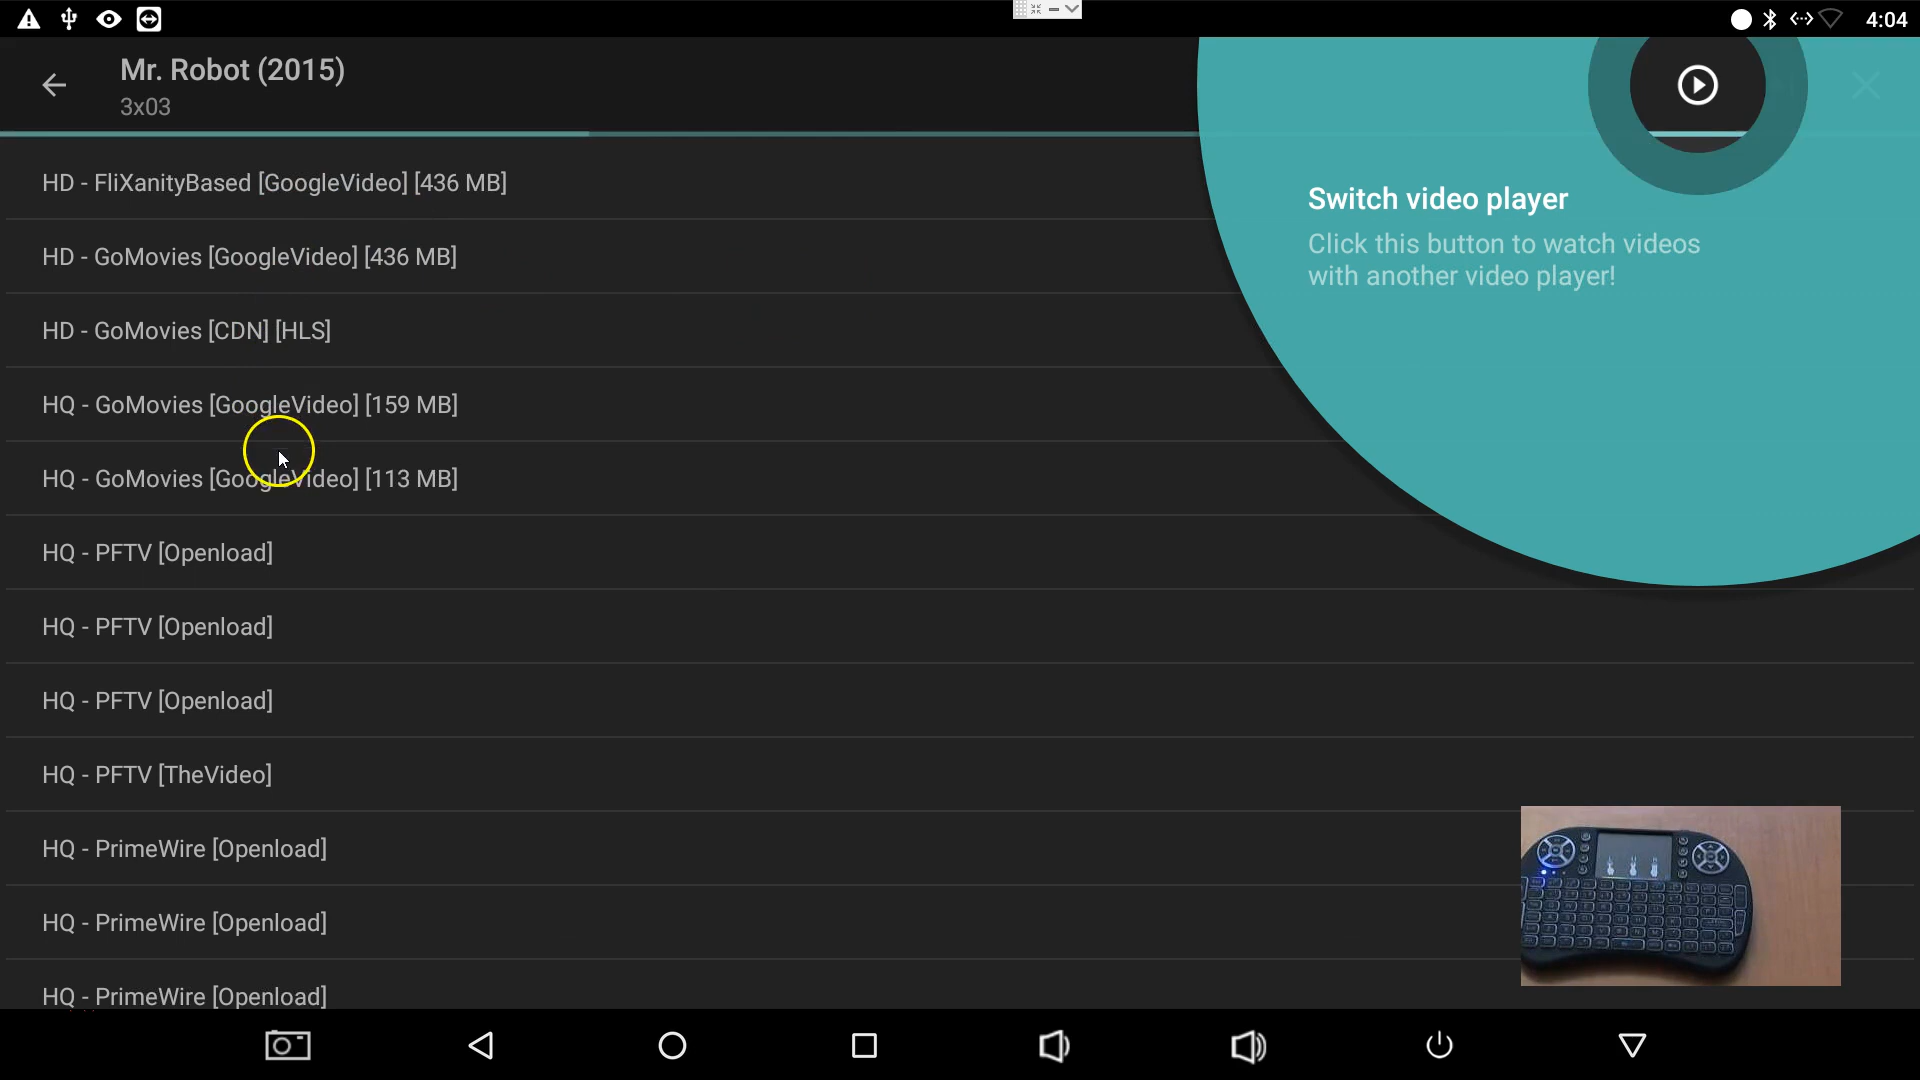 4:04
Mr. Robot (2015)
3x03
HD - FliXanityBased [GoogleVideo] [436 MB]
HD - GoMovies [GoogleVideo] [436 MB]
HD - GoMovies [CDN] [HLS]
HQ - GoMovies [GoogleVideo] [159 MB]
HQ - GoMovies [GoogleVideo] [113 MB]
HQ - PFTV [Openload]
HQ - PFTV [Openload]
HQ - PFTV [Openload]
HQ - PFTV [TheVideo]
HQ - PrimeWire [Openload]
HQ - PrimeWire [Openload]
HQ - PrimeWire [Openload]
Switch video player
Click this button to watch videos
with another video player!